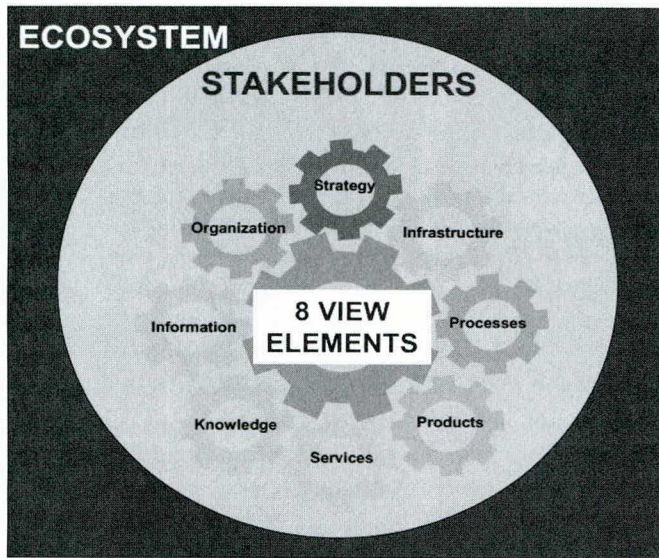 ECOSYSTEM
STAKEHOLDERS
Strategy
Organization
Infrastructure
Information
8 VIEW
ELEMENTS
Processes
Knowledge
Products
Services